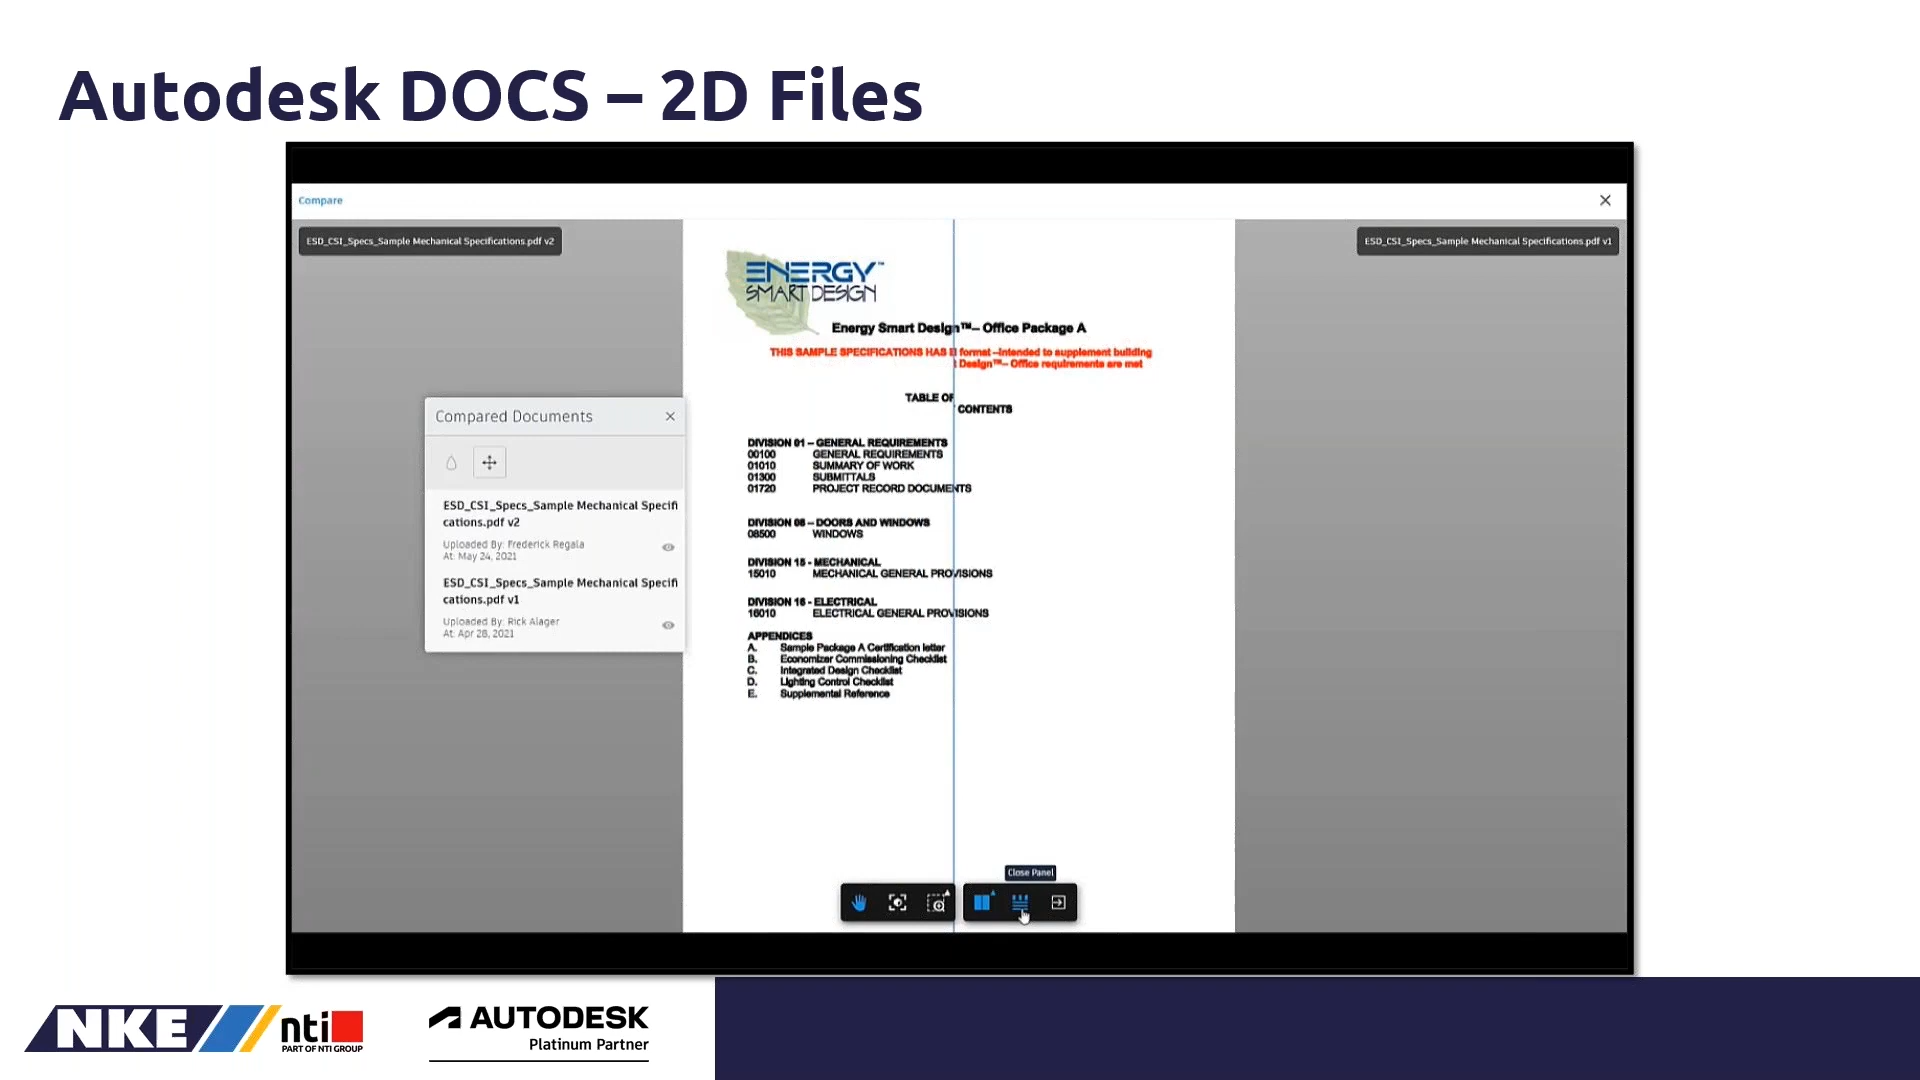 Autodesk DOCS – 2D Files
Compare
ESD_CSI_Specs_Sample Mechanical Specifications.pdf v2
ESD_CSI_Specs_Sample Mechanical Specifications.pdf v1
ENERGY™
SMART DESIGN
Energy Smart Design™– Office Package A
THIS SAMPLE SPECIFICATIONS HAS format –intended to supplement building
Design™– Office requirements are met
TABLE OF
CONTENTS
DIVISION 01 – GENERAL REQUIREMENTS
00100 GENERAL REQUIREMENTS
01010 SUMMARY OF WORK
01300 SUBMITTALS
01720 PROJECT RECORD DOCUMENTS
DIVISION 08 – DOORS AND WINDOWS
08500 WINDOWS
DIVISION 15 - MECHANICAL
15010 MECHANICAL GENERAL PROVISIONS
DIVISION 16 - ELECTRICAL
16010 ELECTRICAL GENERAL PROVISIONS
APPENDICES
A. Sample Package A Certification letter
B. Economizer Commissioning Checklist
C. Integrated Design Checklist
D. Lighting Control Checklist
E. Supplemental Reference
Compared Documents
ESD_CSI_Specs_Sample Mechanical Specifi
cations.pdf v2
Uploaded By: Frederick Regala
At: May 24, 2021
ESD_CSI_Specs_Sample Mechanical Specifi
cations.pdf v1
Uploaded By: Rick Alager
At: Apr 28, 2021
Close Panel
NKE
nti
PART OF NTI GROUP
AUTODESK
Platinum Partner